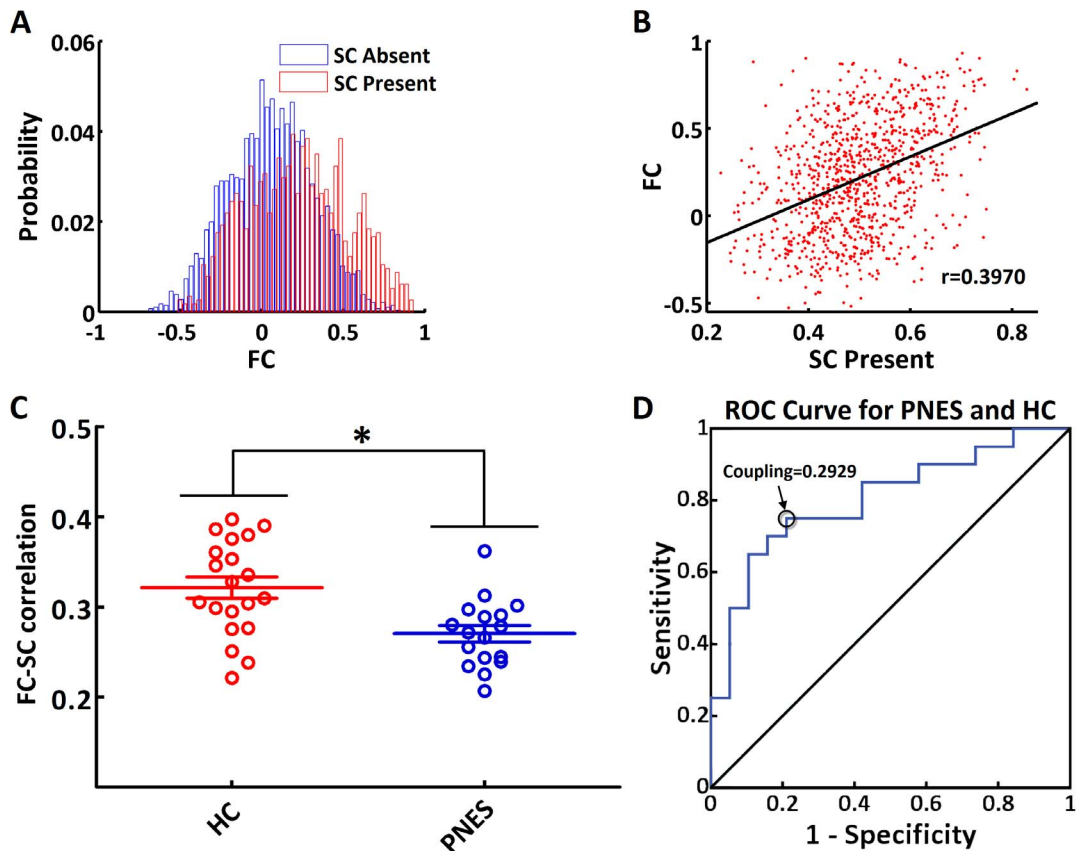 A
0.06
0.04
0.02
0
Probability
SC Absent
SC Present
-1
-0.5
0
0.5
1
FC
B
1
0.5
0
-0.5
FC
r=0.3970
0.2
0.4
0.6
0.8
SC Present
C
0.5
0.4
0.3
0.2
FC-SC correlation
*
HC
PNES
D
ROC Curve for PNES and HC
1
0.8
0.6
0.4
0.2
0
Sensitivity
Coupling=0.2929
0
0.2
0.4
0.6
0.8
1
1 - Specificity